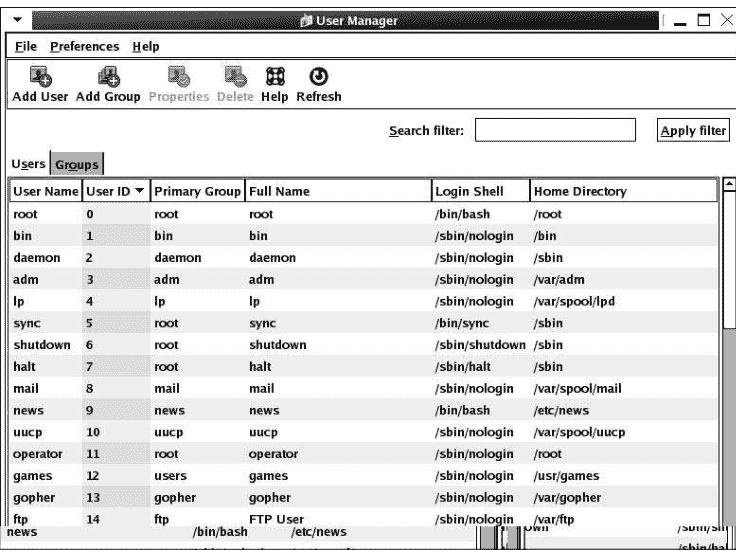 User Manager
File Preferences Help
Add User Add Group Properties Delete Help Refresh
Search filter: Apply filter
Users Groups
User Name User ID Primary Group Full Name Login Shell Home Directory
root 0 root root /bin/bash /root
bin 1 bin bin /sbin/nologin /bin
daemon 2 daemon daemon /sbin/nologin /sbin
adm 3 adm adm /sbin/nologin /var/adm
lp 4 lp lp /sbin/nologin /var/spool/lpd
sync 5 root sync /bin/sync /sbin
shutdown 6 root shutdown /sbin/shutdown /sbin
halt 7 root halt /sbin/halt /sbin
mail 8 mail mail /sbin/nologin /var/spool/mail
news 9 news news /bin/bash /etc/news
uucp 10 uucp uucp /sbin/nologin /var/spool/uucp
operator 11 root operator /sbin/nologin /root
games 12 users games /sbin/nologin /usr/games
gopher 13 gopher gopher /sbin/nologin /var/gopher
ftp 14 ftp FTP User /sbin/nologin /var/ftp
news /bin/bash /etc/news